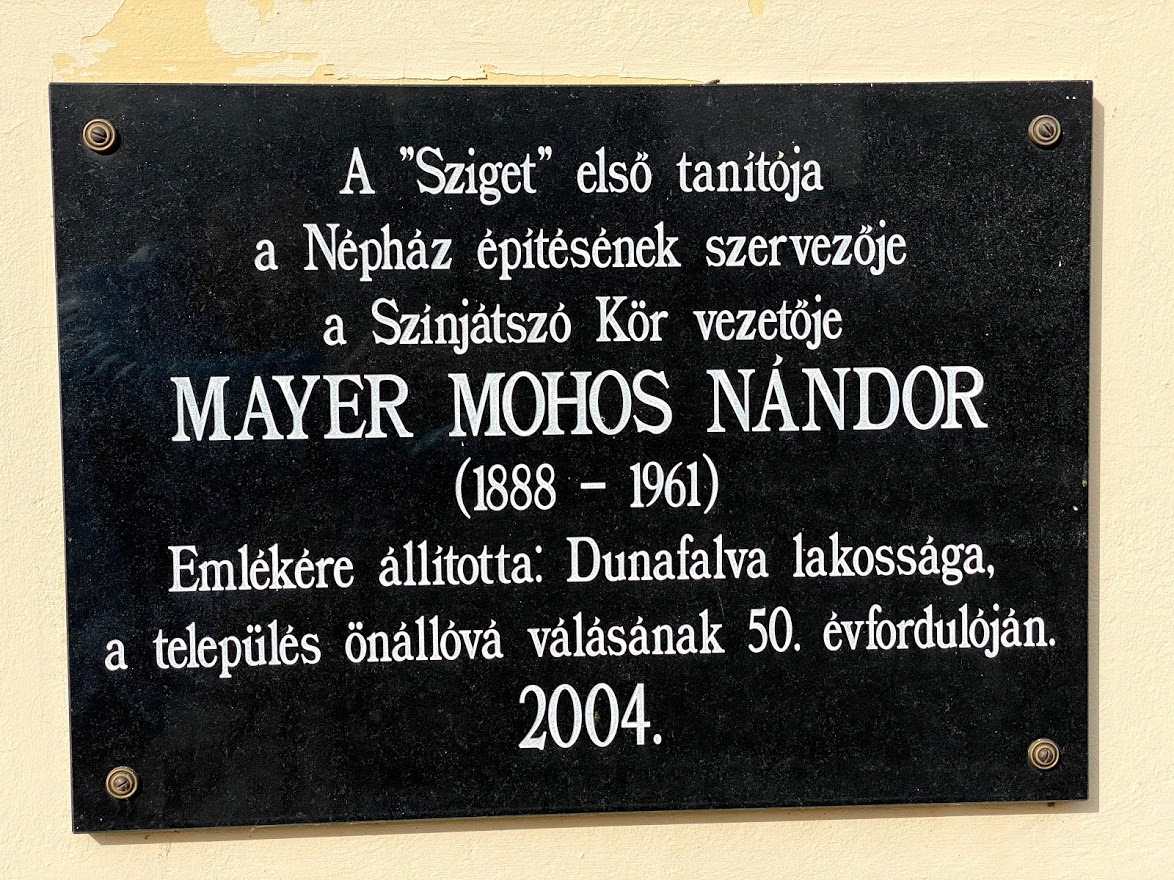 A ”Sziget” első tanítója
a Népház építésének szervezője
a Színjátszó Kör vezetője
MAYER MOHOS NÁNDOR
(1888 – 1961)
Emlékére állította: Dunafalva lakossága,
a település önállóvá válásának 50. évfordulóján.
2004.